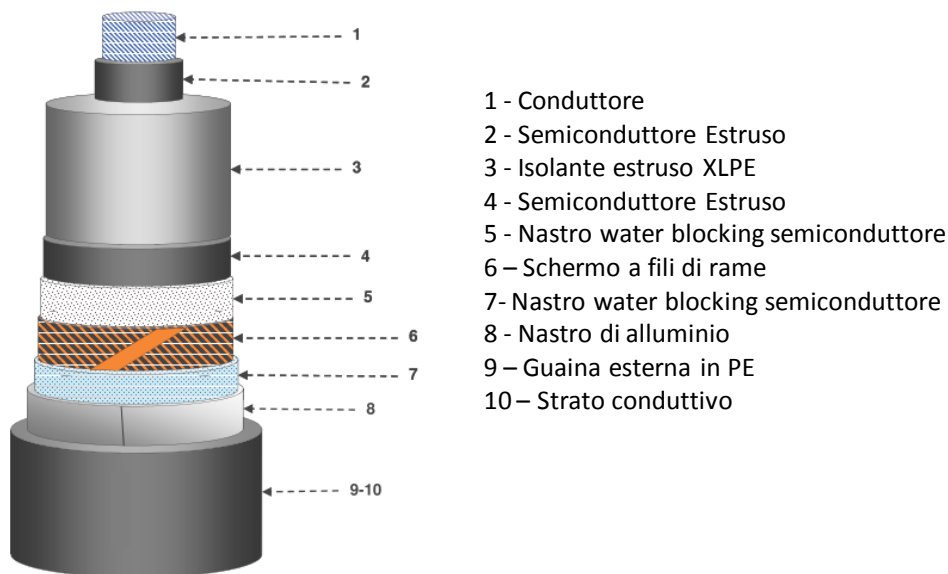 1
2
3
4
5
6
7
8
9-10
1 - Conduttore
2 - Semiconduttore Estruso
3 - Isolante estruso XLPE
4 - Semiconduttore Estruso
5 - Nastro water blocking semiconduttore
6 – Schermo a fili di rame
7- Nastro water blocking semiconduttore
8 - Nastro di alluminio
9 – Guaina esterna in PE
10 – Strato conduttivo